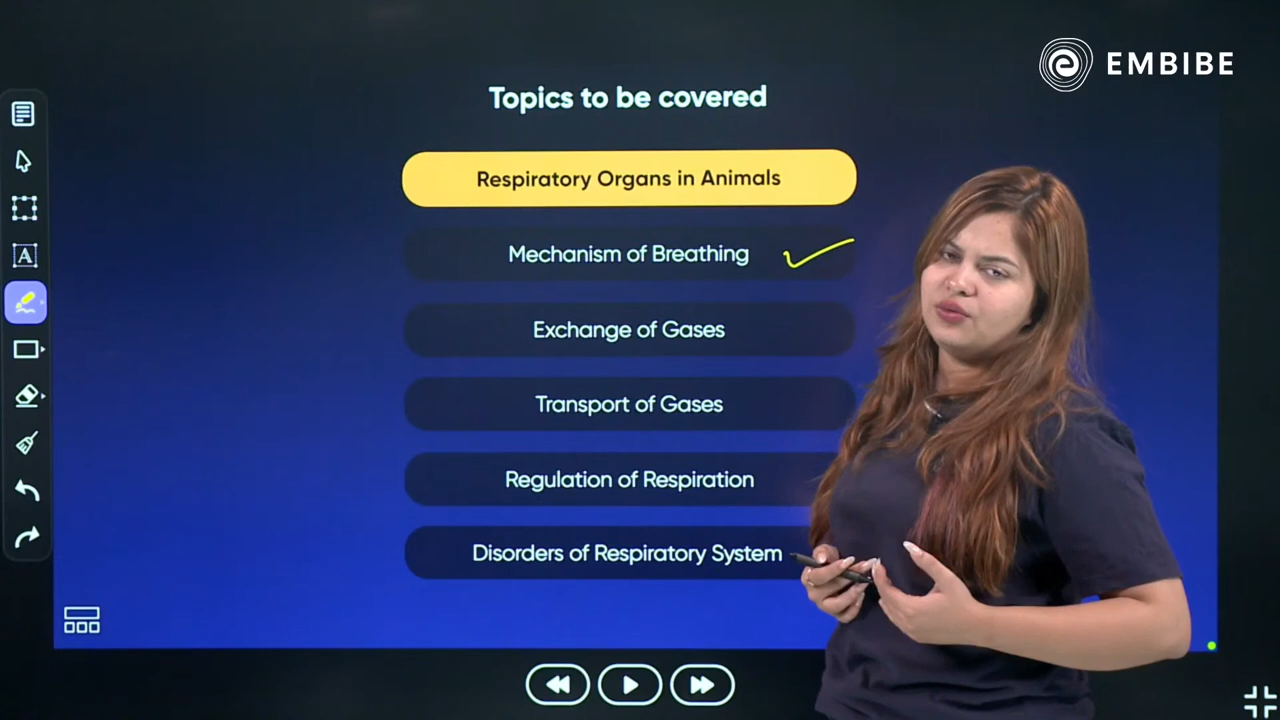 EMBIBE
Topics to be covered
Respiratory Organs in Animals
Mechanism of Breathing
Exchange of Gases
Transport of Gases
Regulation of Respiration
Disorders of Respiratory System
A